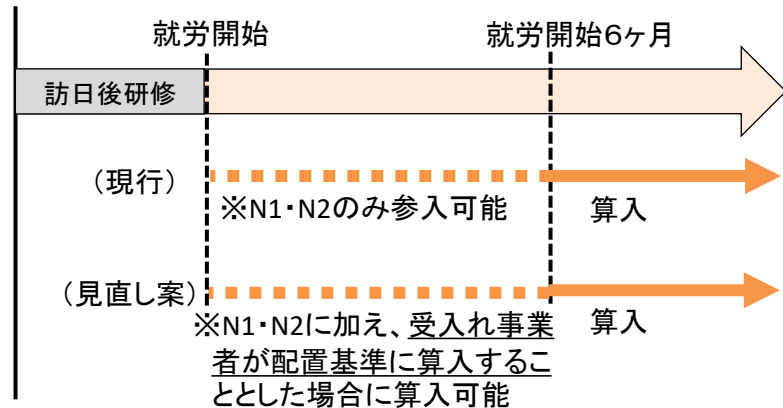 就労開始
就労開始6ヶ月
訪日後研修
（現行）
※N1・N2のみ参入可能
算入
（見直し案）
※N1・N2に加え、受入れ事業
者が配置基準に算入するこ
ととした場合に算入可能
算入